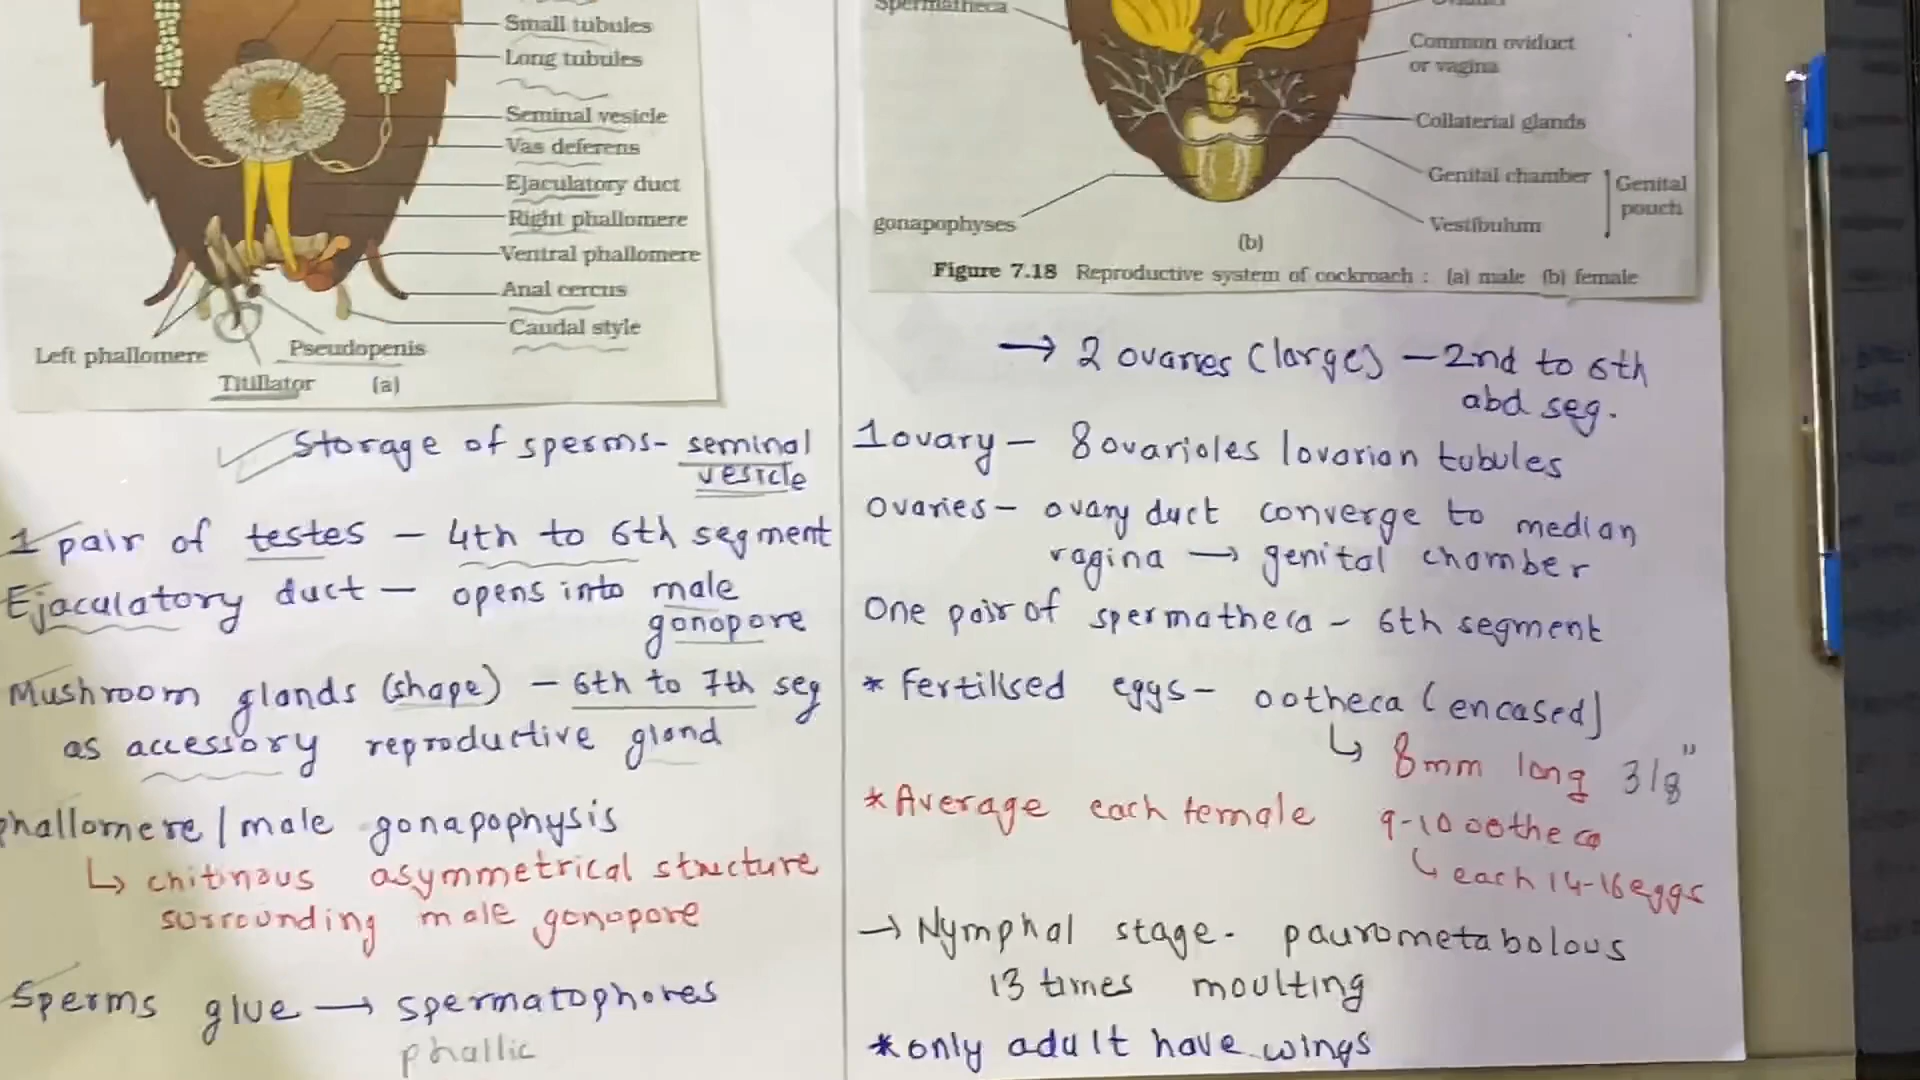 Small tubules
Long tubules
Seminal vesicle
Vas deferens
Ejaculatory duct
Right phallomere
Ventral phallomere
Anal cercus
Caudal style
Left phallomere
Pseudopenis
Titillator
(a)
Storage of sperms- seminal
vesicle
1 pair of testes - 4th to 6th segment
Ejaculatory duct - opens into male
gonopore
Mushroom glands (shape) - 6th to 7th seg
as accessory reproductive gland
phallomere / male gonapophysis
↳ chitinous asymmetrical structure
surrounding male gonopore
Sperms glue → spermatophores
phallic
Spermatheca
Common oviduct
or vagina
Collaterial glands
Genital chamber
Genital
pouch
Vestibulum
gonapophyses
(b)
Figure 7.18 Reproductive system of cockroach : (a) male (b) female
→ 2 ovaries (large) - 2nd to 6th
abd seg.
1 ovary - 8 ovarioles / ovarian tubules
Ovaries - ovary duct converge to median
vagina → genital chamber
One pair of spermatheca - 6th segment
* Fertilised eggs - ootheca (encased)
↳ 8mm long 3/8"
* Average each female 9-10 ootheca
↳ each 14-16 eggs
→ Nymphal stage - paurometabolous
13 times moulting
* only adult have wings